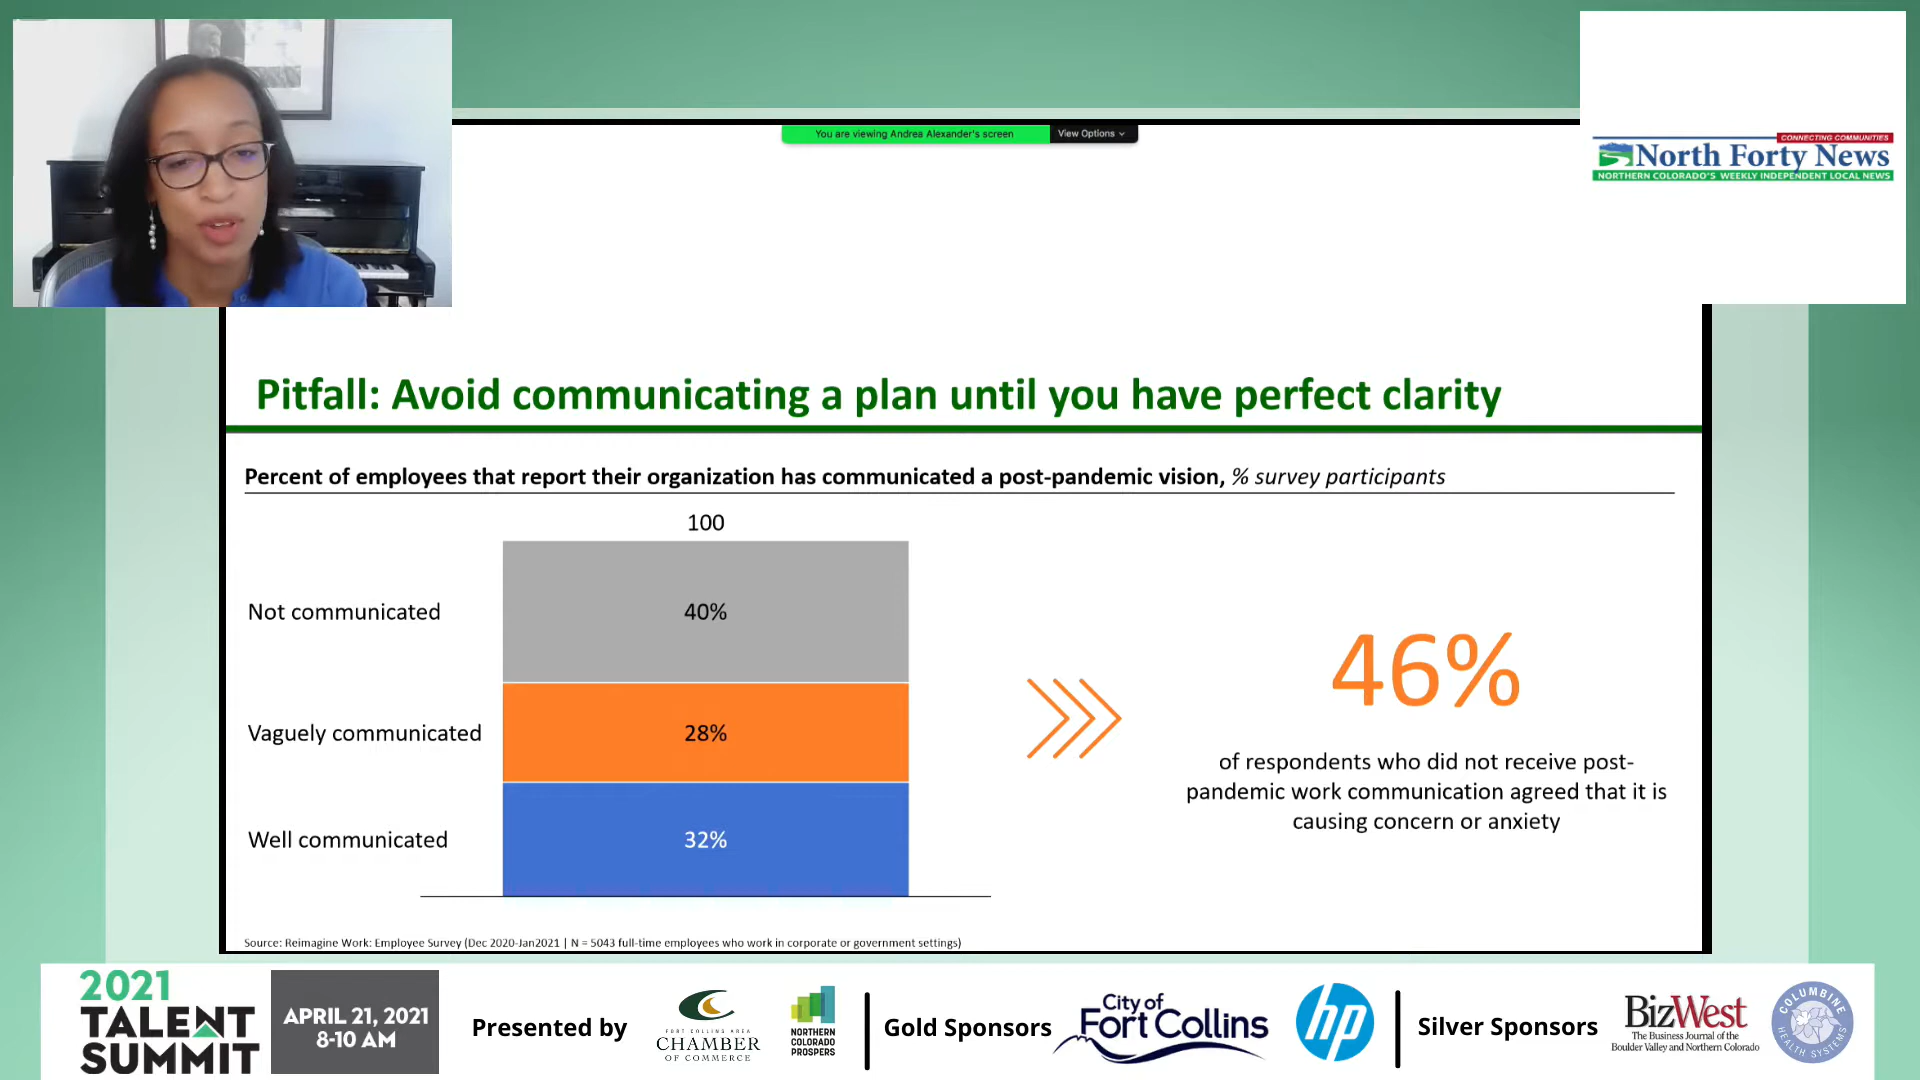 You are viewing Andrea Alexander's screen
View Options
CONNECTING COMMUNITIES
North Forty News
NORTHERN COLORADO'S WEEKLY INDEPENDENT LOCAL NEWS
Pitfall: Avoid communicating a plan until you have perfect clarity
Percent of employees that report their organization has communicated a post-pandemic vision, % survey participants
100
Not communicated
40%
Vaguely communicated
28%
Well communicated
32%
46%
of respondents who did not receive post-
pandemic work communication agreed that it is
causing concern or anxiety
Source: Reimagine Work: Employee Survey (Dec 2020-Jan2021 | N = 5043 full-time employees who work in corporate or government settings)
2021
TALENT
SUMMIT
APRIL 21, 2021
8-10 AM
Presented by
FORT COLLINS AREA
CHAMBER
OF COMMERCE
NORTHERN
COLORADO
PROSPERS
Gold Sponsors
City of
Fort Collins
hp
Silver Sponsors
BizWest
The Business Journal of the
Boulder Valley and Northern Colorado
COLUMBINE
HEALTH SYSTEMS